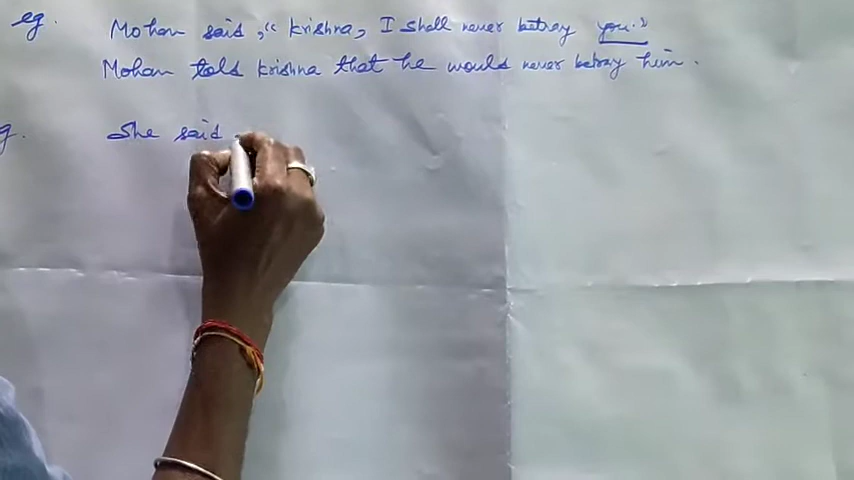 eg. Mohan said, "Krishna, I shall never betray you."
Mohan told Krishna that he would never betray him.
g. She said